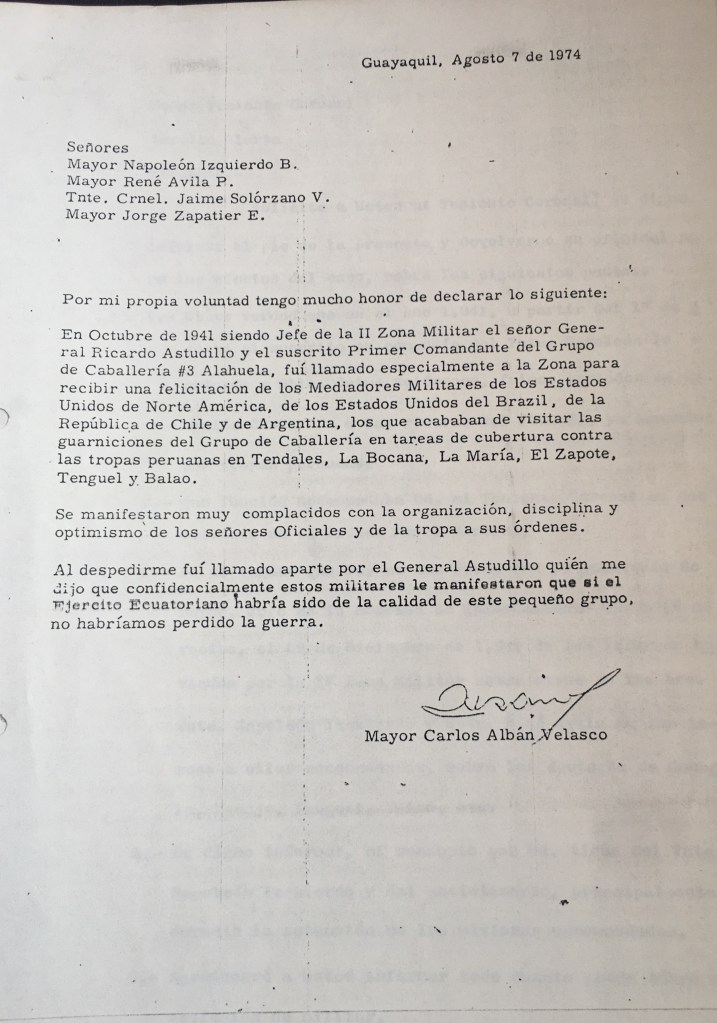 Guayaquil, Agosto 7 de 1974
Señores
Mayor Napoleón Izquierdo B.
Mayor René Avila P.
Tnte. Crnel. Jaime Solórzano V.
Mayor Jorge Zapatier E.
Por mi propia voluntad tengo mucho honor de declarar lo siguiente:
En Octubre de 1941 siendo Jefe de la II Zona Militar el señor Gene-
ral Ricardo Astudillo y el suscrito Primer Comandante del Grupo
de Caballería #3 Alahuela, fuí llamado especialmente a la Zona para
recibir una felicitación de los Mediadores Militares de los Estados
Unidos de Norte América, de los Estados Unidos del Brazil, de la
República de Chile y de Argentina, los que acababan de visitar las
guarniciones del Grupo de Caballería en tareas de cubertura contra
las tropas peruanas en Tendales, La Bocana, La María, El Zapote,
Tenguel y Balao.
Se manifestaron muy complacidos con la organización, disciplina y
optimismo de los señores Oficiales y de la tropa a sus órdenes.
Al despedirme fuí llamado aparte por el General Astudillo quién me
dijo que confidencialmente estos militares le manifestaron que si el
Ejercito Ecuatoriano habría sido de la calidad de este pequeño grupo,
no habríamos perdido la guerra.
Mayor Carlos Albán Velasco